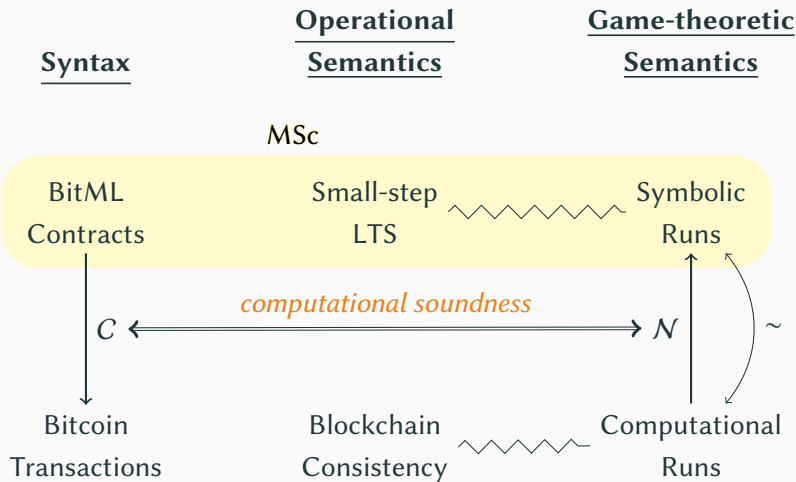 Operational Game-theoretic
Syntax Semantics Semantics
MSc
BitML Small-step Symbolic
Contracts LTS Runs
computational soundness
𝒞 𝒩 ~
Bitcoin Blockchain Computational
Transactions Consistency Runs